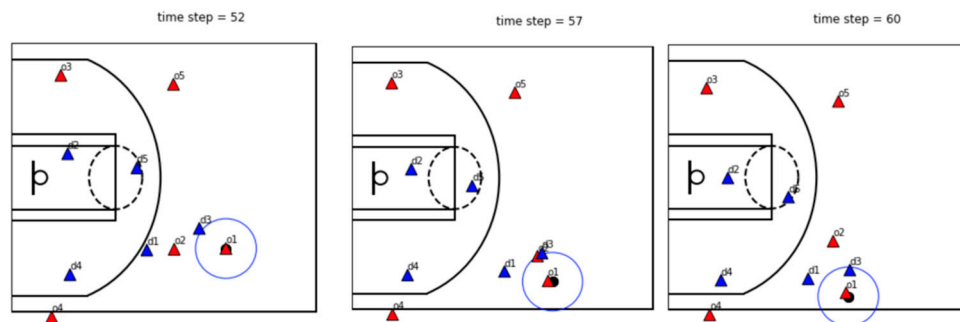 time step = 52
time step = 57
time step = 60
o3
o5
d2
d5
d3
o1
d1
o2
d4
o4
o3
o5
d2
d5
d3
d1
o1
d4
o4
o3
o5
d2
d5
o2
d3
d4
d1
o1
o4